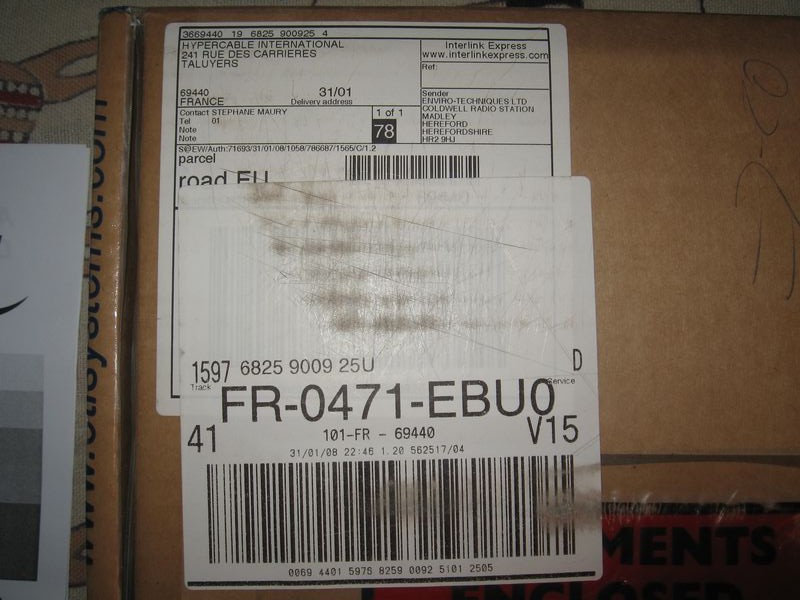 3669440 19 6825 900925 4
HYPERCABLE INTERNATIONAL
241 RUE DES CARRIERES
TALUYERS
69440
FRANCE
31/01
Delivery address
Interlink Express
www.interlinkexpress.com
Ref:
Contact STEPHANE MAURY
Tel 01
Note
Note
1 of 1
78
Sender
ENVIRO-TECHNIQUES LTD
COLDWELL RADIO STATION
MADLEY
HEREFORD
HEREFORDSHIRE
HR2 9HJ
S@EW/Auth:71693/31/01/08/1058/786687/1565/C/1.2
parcel
road EU
1597 6825 9009 25U
D
Track
Service
FR-0471-EBU0
41
101-FR - 69440
V15
31/01/08 22:46 1.20 562517/04
0069 4401 5976 8259 0092 5101 2505
MENTS
ENCLOSED